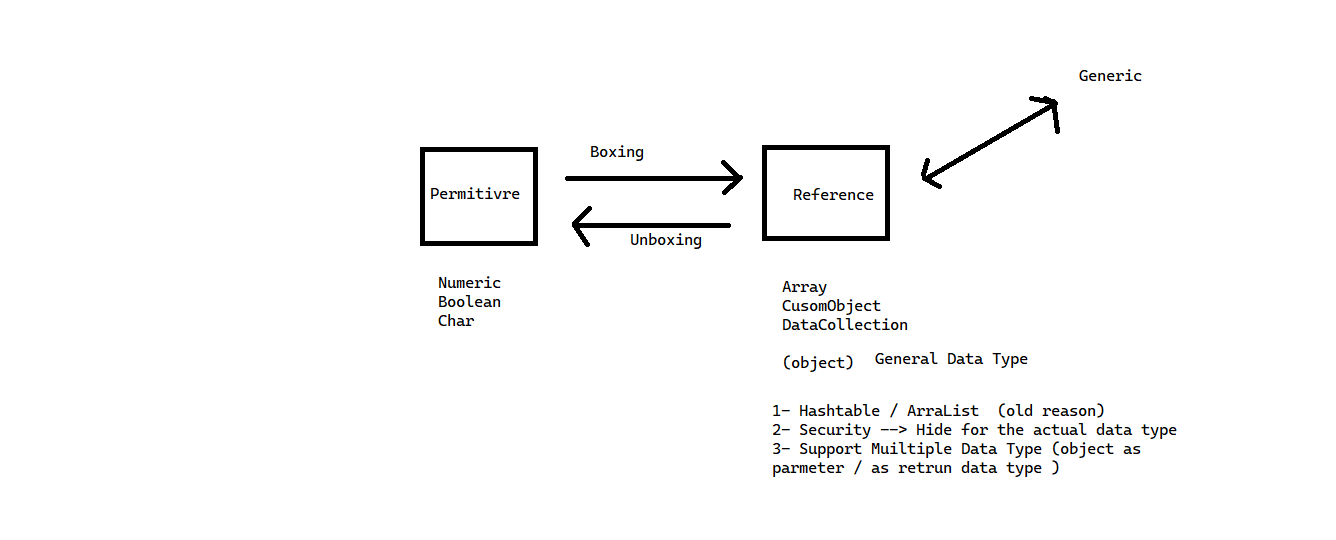 Generic
Boxing
Permitivre
Reference
Unboxing
Numeric
Boolean
Char
Array
CusomObject
DataCollection
(object) General Data Type
1- Hashtable / ArraList (old reason)
2- Security --> Hide for the actual data type
3- Support Muiltiple Data Type (object as
parmeter / as retrun data type )